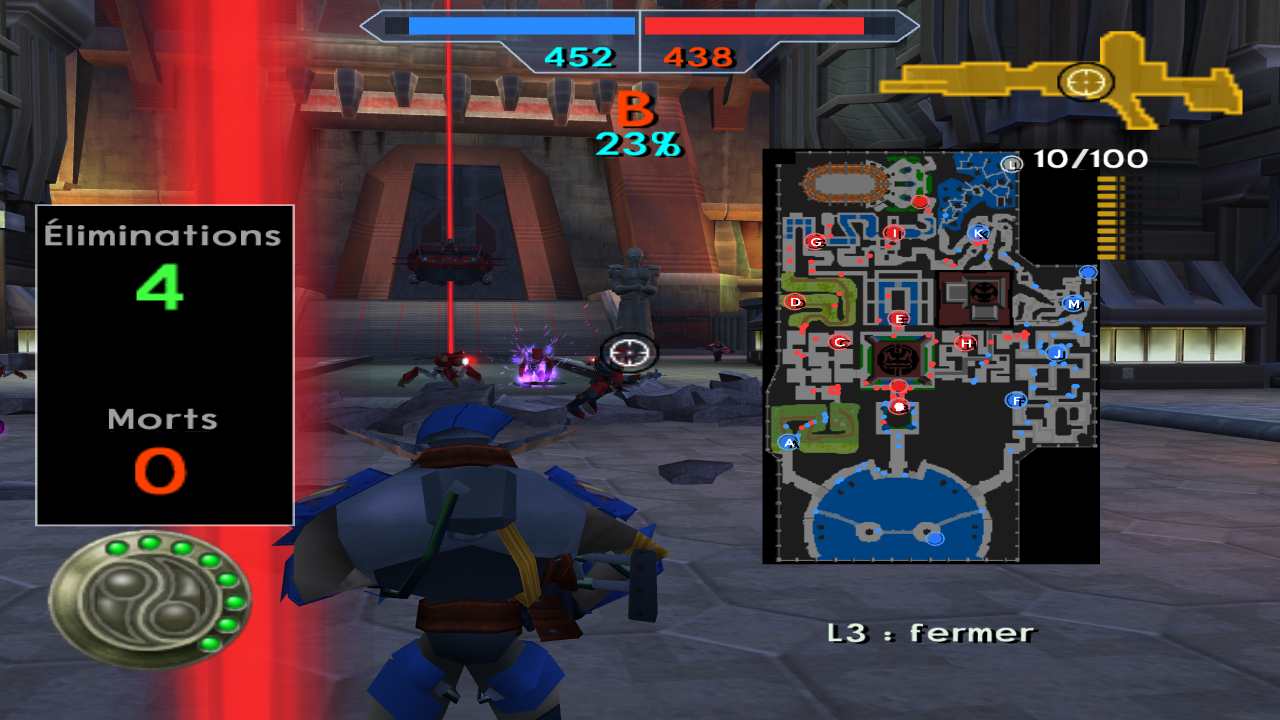 452 438
B
23%
10/100
Éliminations
4
Morts
0
L
G
I
K
D
E
M
C
H
J
F
A
L3 : fermer